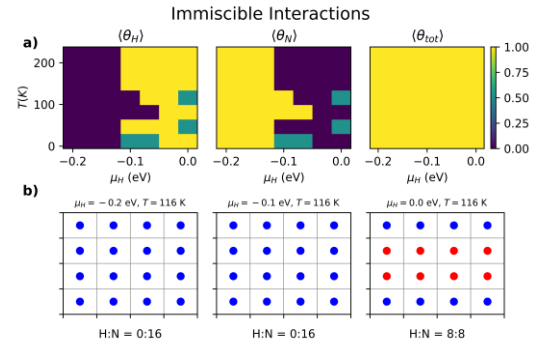 Immiscible Interactions
a)
⟨θ_H⟩ ⟨θ_N⟩ ⟨θ_tot⟩
T(K)
200
100
0
−0.2 −0.1 0.0
μ_H (eV)
−0.2 −0.1 0.0
μ_H (eV)
−0.2 −0.1 0.0
μ_H (eV)
1.00
0.75
0.50
0.25
0.00
b)
μ_H = −0.2 eV, T = 116 K
μ_H = −0.1 eV, T = 116 K
μ_H = 0.0 eV, T = 116 K
H:N = 0:16
H:N = 0:16
H:N = 8:8